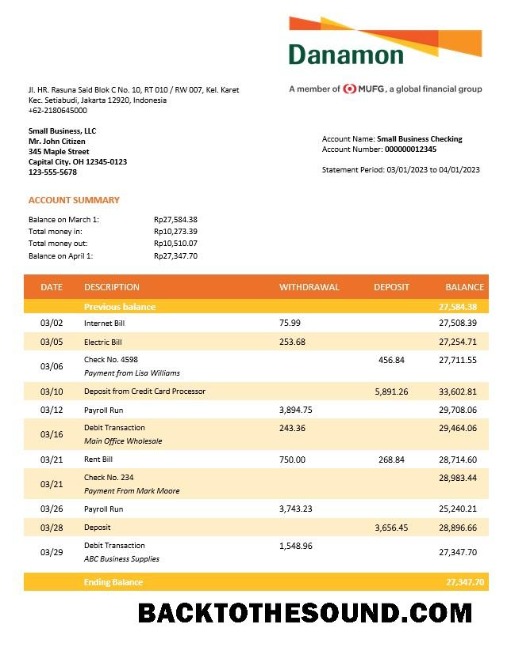 Danamon
A member of MUFG, a global financial group
Jl. HR. Rasuna Said Blok C No. 10, RT 010 / RW 007, Kel. Karet
Kec. Setiabudi, Jakarta 12920, Indonesia
+62-2180645000
Small Business, LLC
Mr. John Citizen
345 Maple Street
Capital City. OH 12345-0123
123-555-5678
Account Name: Small Business Checking
Account Number: 000000012345
Statement Period: 03/01/2023 to 04/01/2023
ACCOUNT SUMMARY
Balance on March 1: Rp27,584.38
Total money in: Rp10,273.39
Total money out: Rp10,510.07
Balance on April 1: Rp27,347.70
DATE DESCRIPTION WITHDRAWAL DEPOSIT BALANCE
Previous balance 27,584.38
03/02 Internet Bill 75.99 27,508.39
03/05 Electric Bill 253.68 27,254.71
03/06 Check No. 4598 456.84 27,711.55
Payment from Lisa Williams
03/10 Deposit from Credit Card Processor 5,891.26 33,602.81
03/12 Payroll Run 3,894.75 29,708.06
03/16 Debit Transaction 243.36 29,464.06
Main Office Wholesale
03/21 Rent Bill 750.00 268.84 28,714.60
03/21 Check No. 234 28,983.44
Payment From Mark Moore
03/26 Payroll Run 3,743.23 25,240.21
03/28 Deposit 3,656.45 28,896.66
03/29 Debit Transaction 1,548.96 27,347.70
ABC Business Supplies
Ending Balance 27,347.70
BACKTOTHESOUND.COM